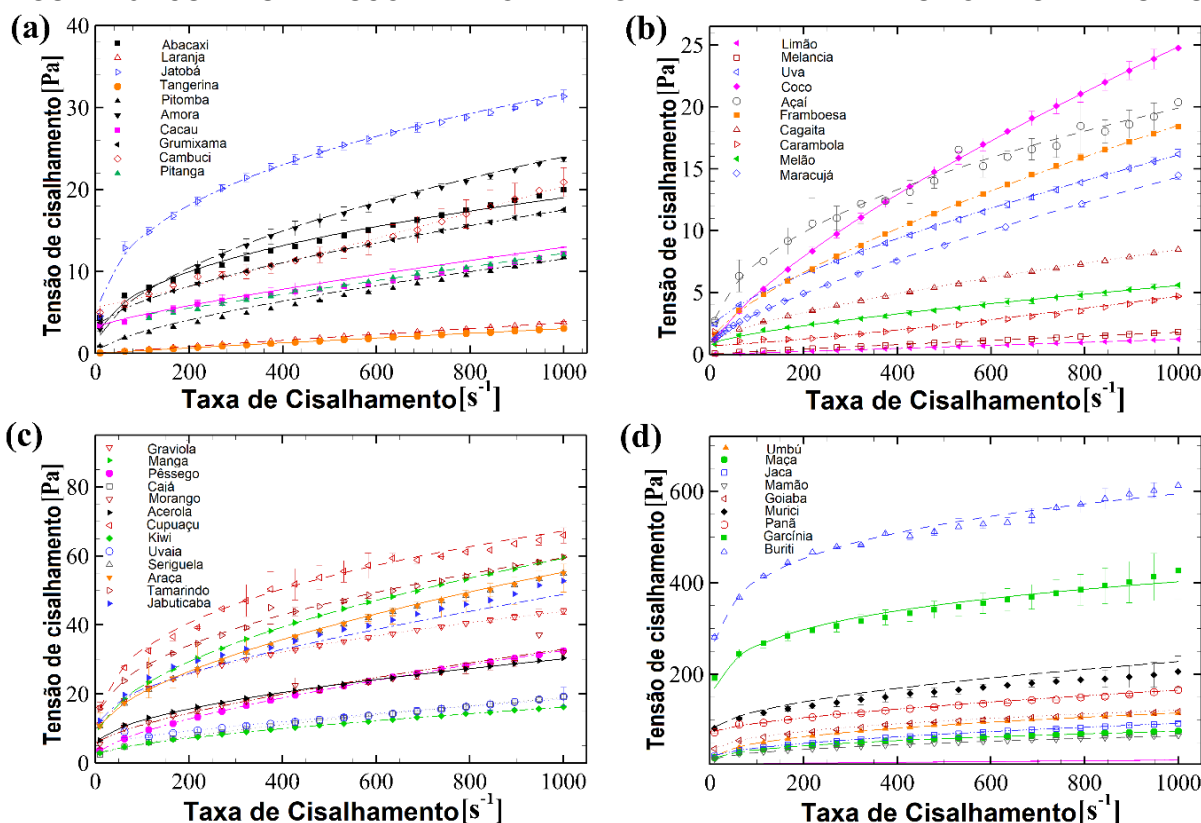 (a)
Tensão de cisalhamento[Pa]
40
30
20
10
0
Abacaxi
Laranja
Jatobá
Tangerina
Pitomba
Amora
Cacau
Grumixama
Cambuci
Pitanga
0 200 400 600 800 1000
Taxa de Cisalhamento[s⁻¹]
(b)
Tensão de cisalhamento[Pa]
25
20
15
10
5
0
Limão
Melancia
Uva
Coco
Açaí
Framboesa
Cagaita
Carambola
Melão
Maracujá
0 200 400 600 800 1000
Taxa de Cisalhamento[s⁻¹]
(c)
Tensão de cisalhamento[Pa]
80
60
40
20
0
Graviola
Manga
Pêssego
Cajá
Morango
Acerola
Cupuaçu
Kiwi
Uvaia
Seriguela
Araça
Tamarindo
Jabuticaba
0 200 400 600 800 1000
Taxa de Cisalhamento[s⁻¹]
(d)
Tensão de cisalhamento[Pa]
600
400
200
Umbú
Maça
Jaca
Mamão
Goiaba
Murici
Panã
Garcínia
Buriti
0 200 400 600 800 1000
Taxa de Cisalhamento[s⁻¹]